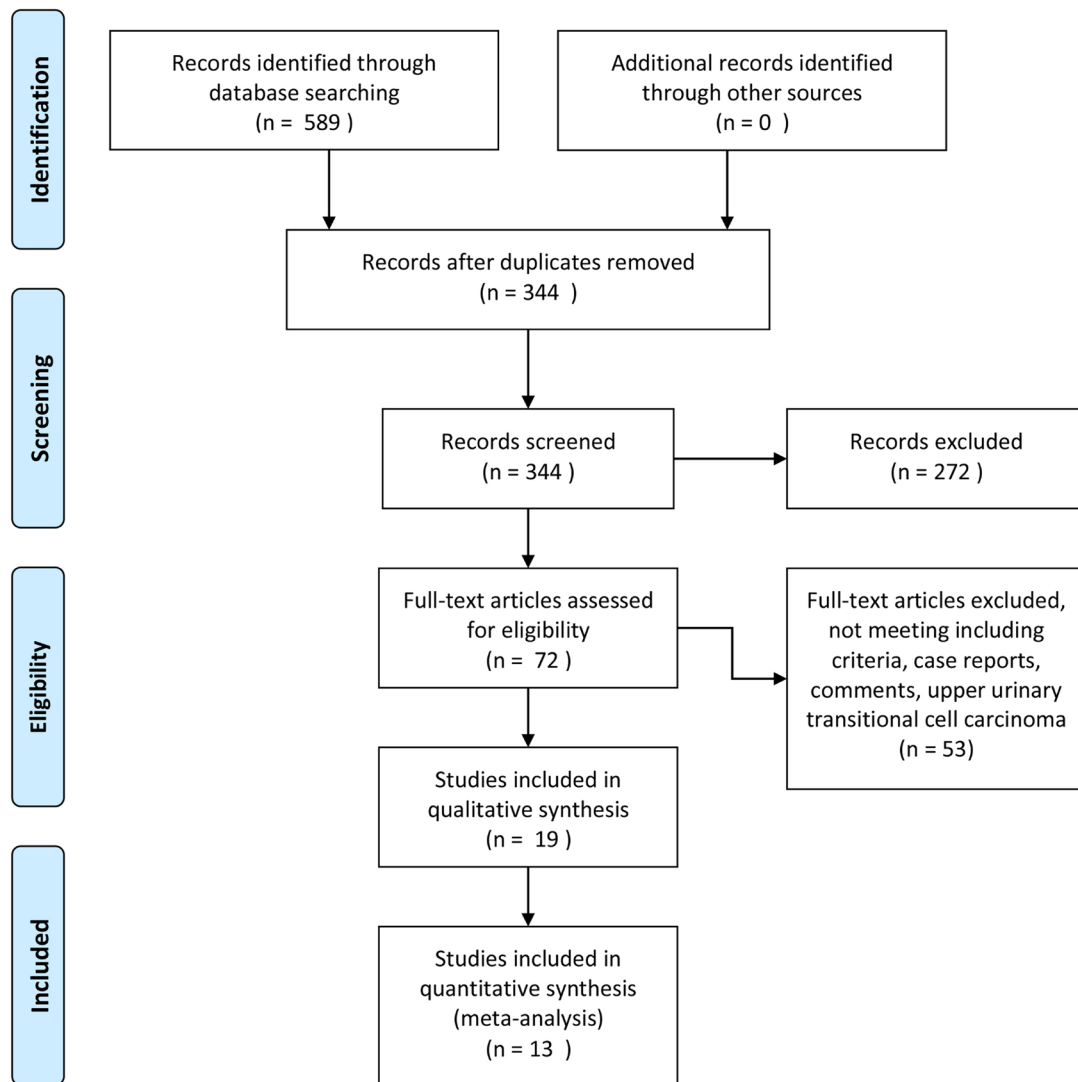 Identification
Records identified through
database searching
(n = 589 )
Additional records identified
through other sources
(n = 0 )
Records after duplicates removed
(n = 344 )
Screening
Records screened
(n = 344 )
Records excluded
(n = 272 )
Eligibility
Full-text articles assessed
for eligibility
(n = 72 )
Full-text articles excluded,
not meeting including
criteria, case reports,
comments, upper urinary
transitional cell carcinoma
(n = 53)
Studies included in
qualitative synthesis
(n = 19 )
Included
Studies included in
quantitative synthesis
(meta-analysis)
(n = 13 )